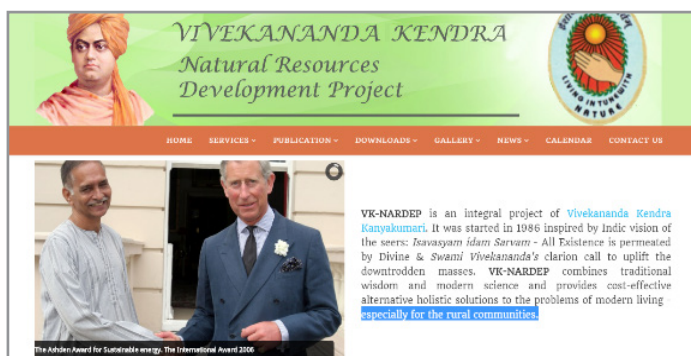 VIVEKANANDA KENDRA
Natural Resources
Development Project
LIVING IN TUNE WITH
NATURE
HOME SERVICES PUBLICATION DOWNLOADS GALLERY NEWS CALENDAR CONTACT US
VK-NARDEP is an integral project of Vivekananda Kendra
Kanyakumari. It was started in 1986 inspired by Indic vision of
the seers: Isavasyam idam Sarvam - All Existence is permeated
by Divine & Swami Vivekananda's clarion call to uplift the
downtrodden masses. VK-NARDEP combines traditional
wisdom and modern science and provides cost-effective
alternative holistic solutions to the problems of modern living -
especially for the rural communities.
The Ashden Award for Sustainable energy. The International Award 2006